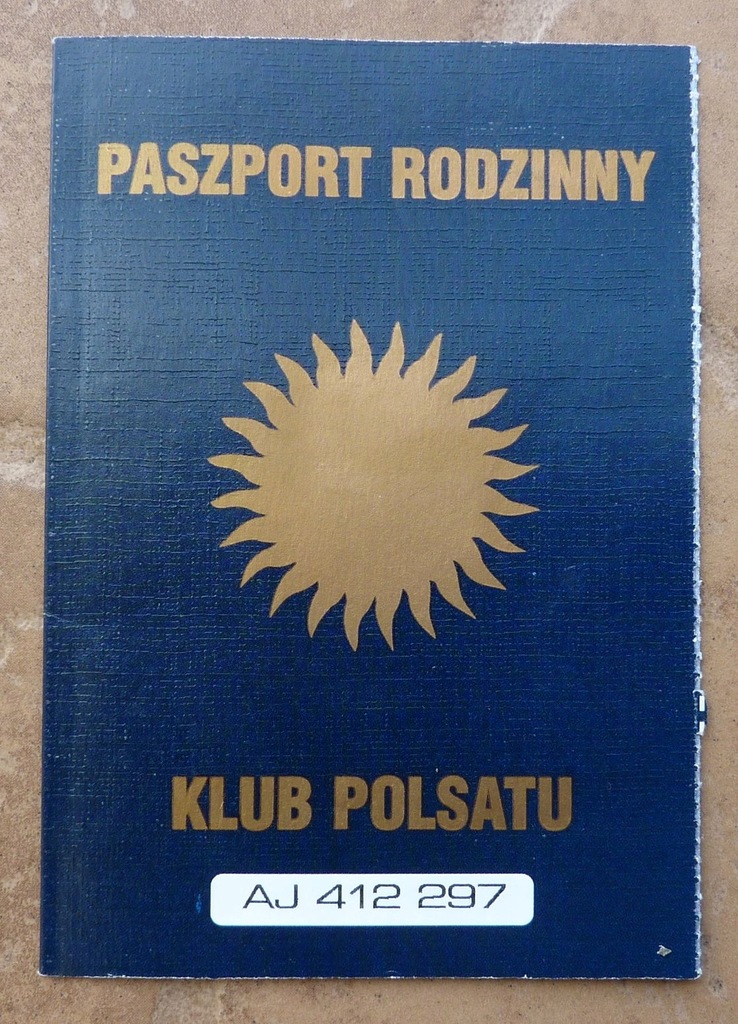 PASZPORT RODZINNY
KLUB POLSATU
AJ 412 297